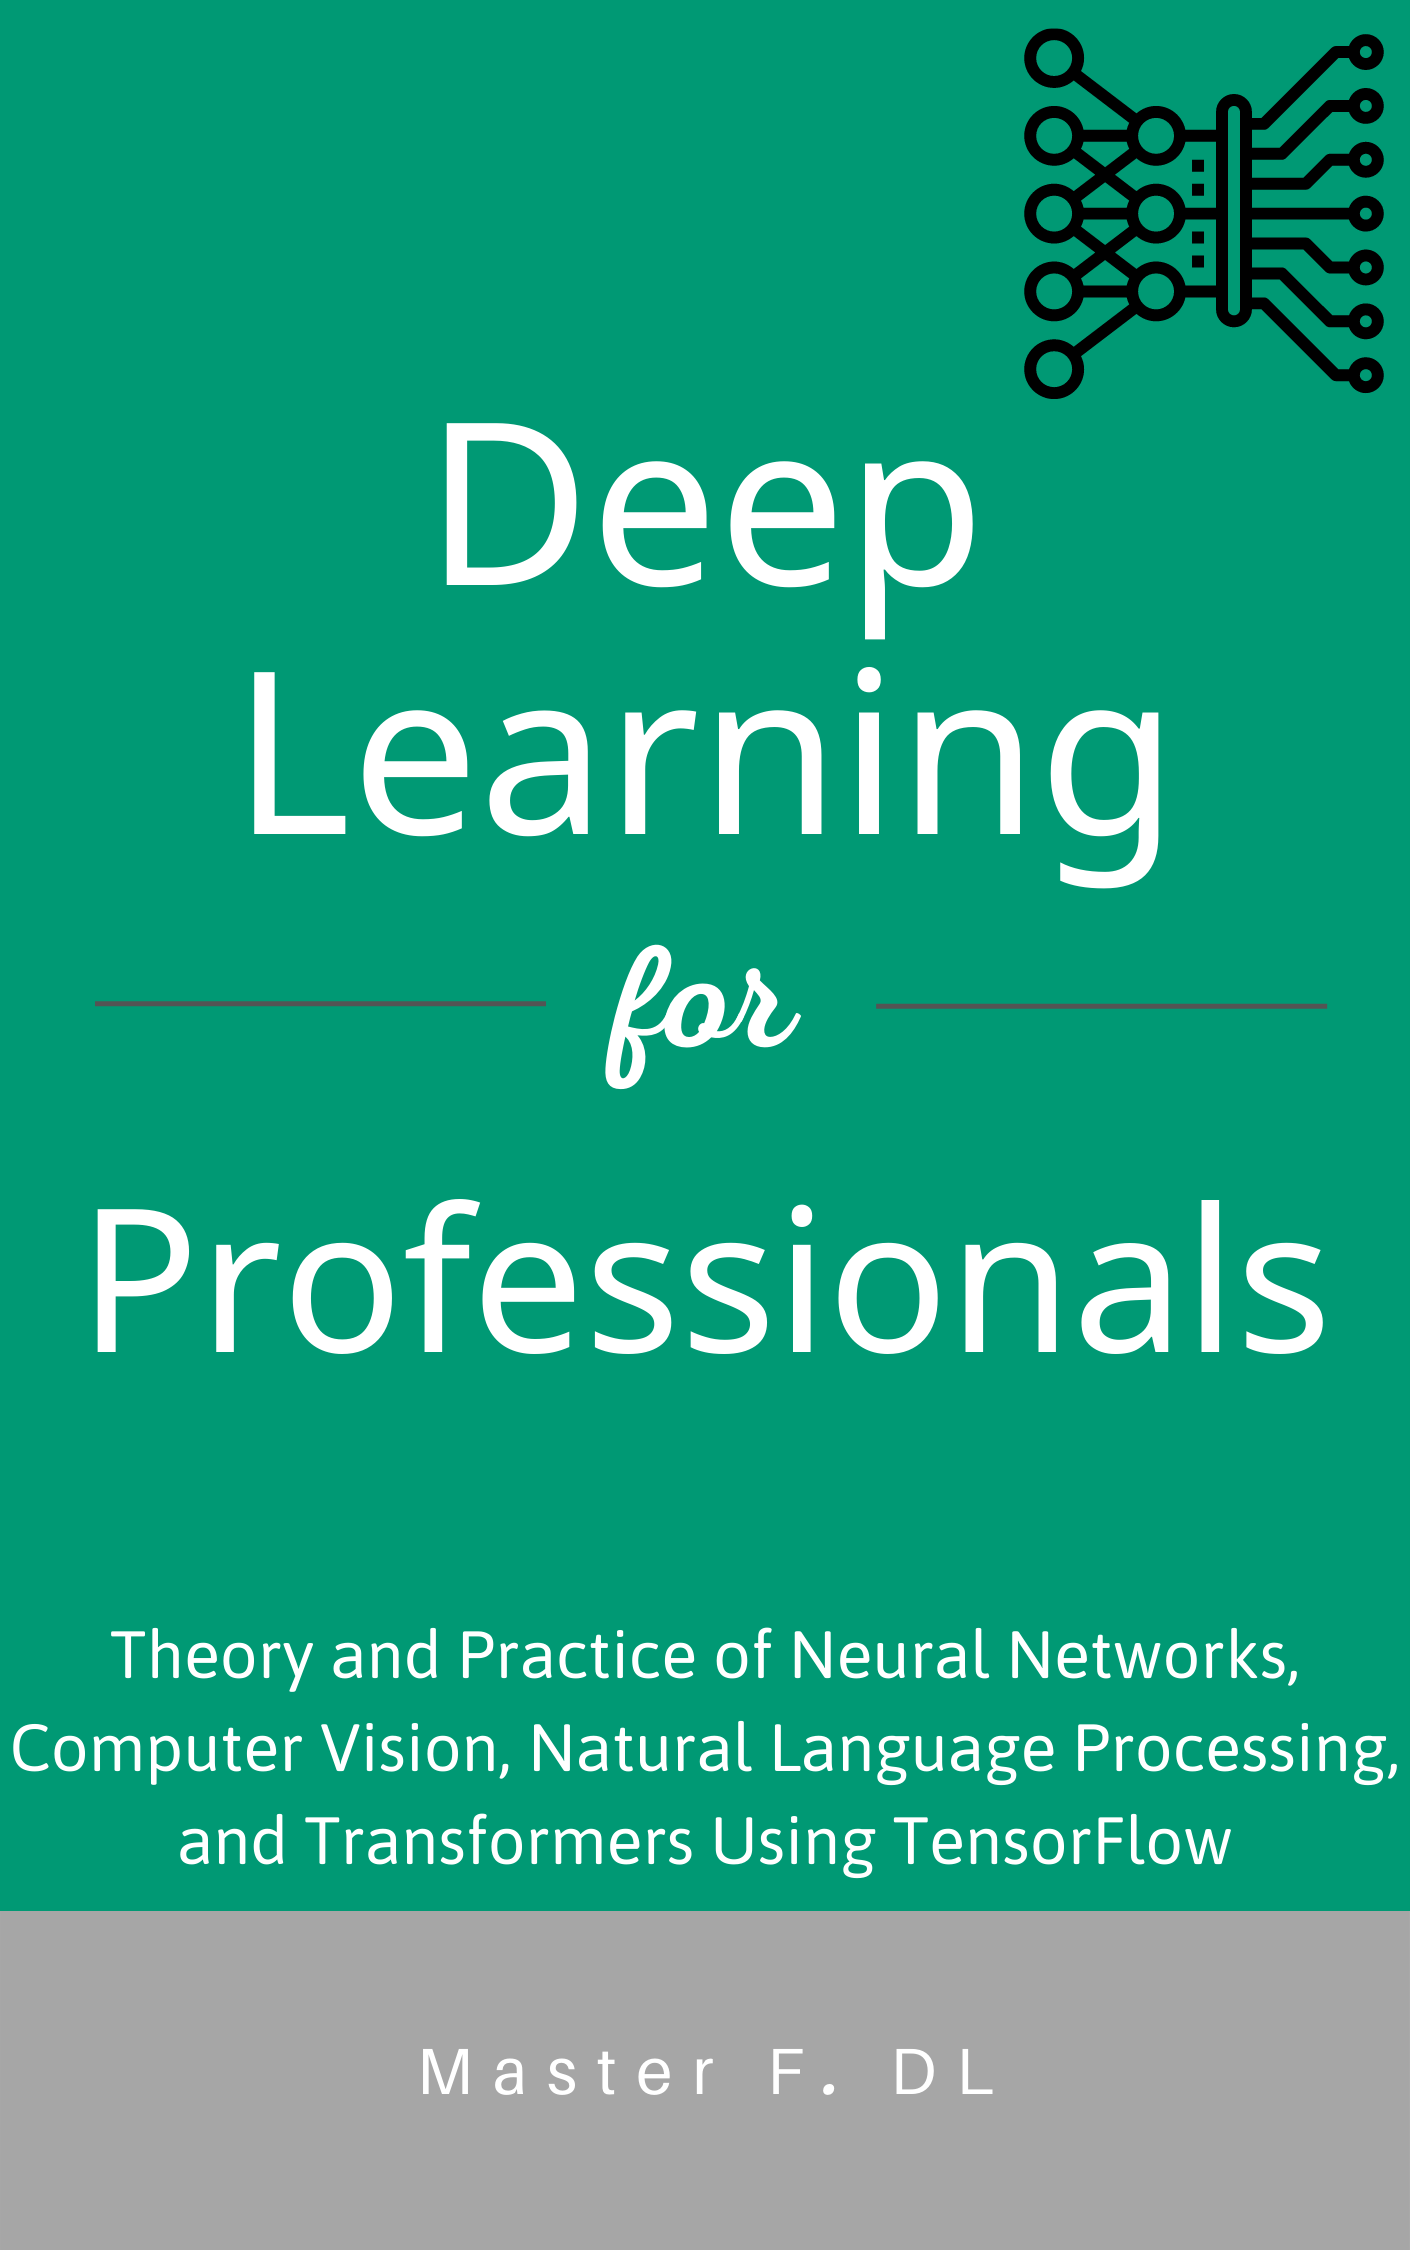 Deep
Learning
for
Professionals
Theory and Practice of Neural Networks,
Computer Vision, Natural Language Processing,
and Transformers Using TensorFlow
Master F. DL